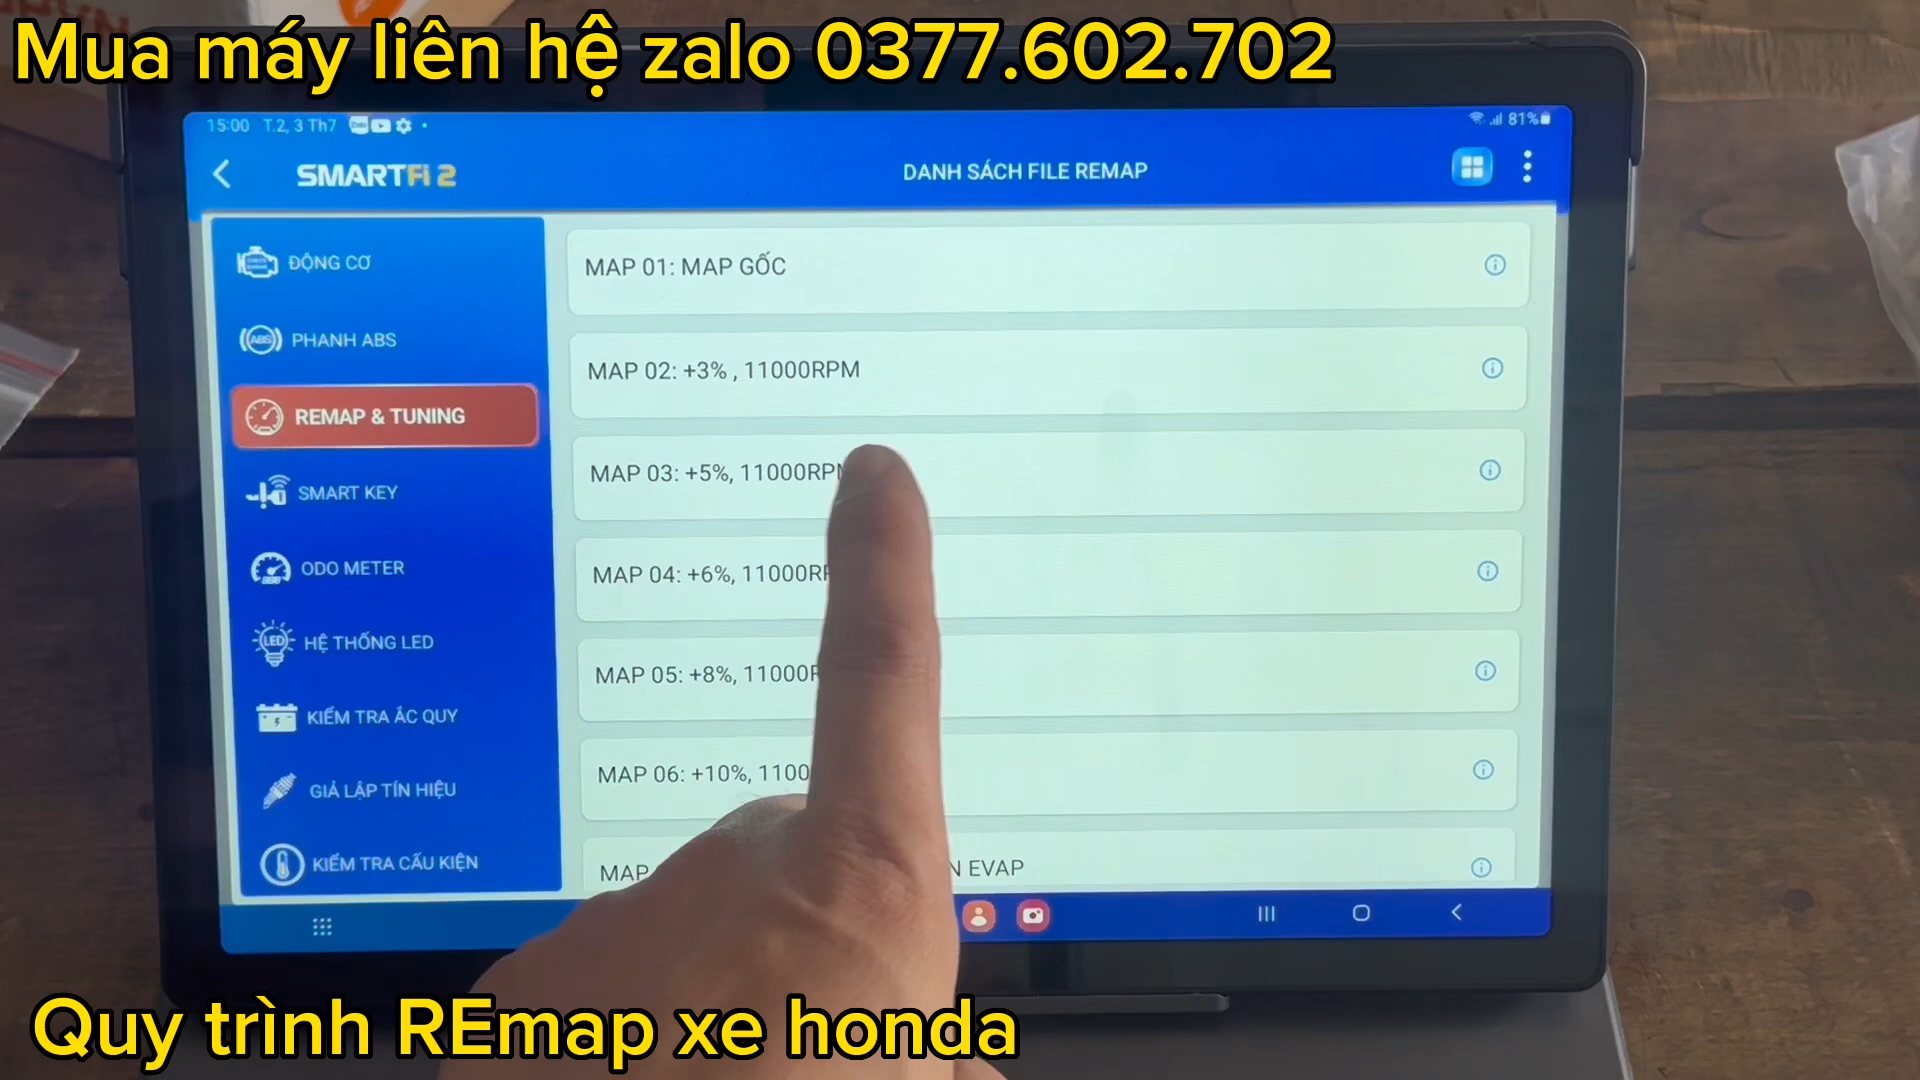 Mua máy liên hệ zalo 0377.602.702
15:00 T.2, 3 Th7
81%
SMARTFi 2
DANH SÁCH FILE REMAP
ĐỘNG CƠ
PHANH ABS
REMAP & TUNING
SMART KEY
ODO METER
HỆ THỐNG LED
KIỂM TRA ẮC QUY
GIẢ LẬP TÍN HIỆU
KIỂM TRA CẤU KIỆN
MAP 01: MAP GỐC
MAP 02: +3% , 11000RPM
MAP 03: +5%, 11000RPM
MAP 04: +6%, 11000R
MAP 05: +8%, 11000R
MAP 06: +10%, 1100
MAP EVAP
Quy trình REmap xe honda